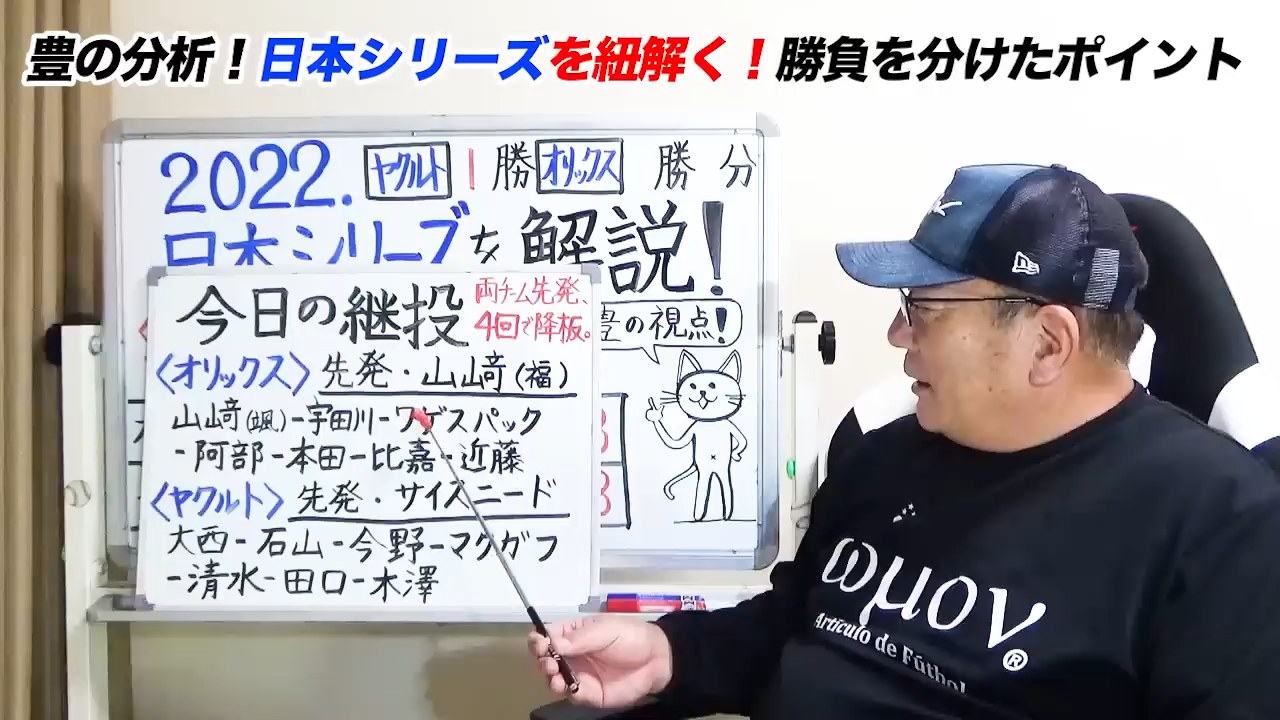 豊の分析！日本シリーズを紐解く！勝負を分けたポイント
2022. ヤクルト 1勝 オリックス 勝 分
日本シリーズを解説！
豊の視点！
今日の継投
両チーム先発、
4回で降板。
〈オリックス〉先発・山﨑(福)
山﨑(颯)-宇田川-ワゲスパック
-阿部-本田-比嘉-近藤
〈ヤクルト〉先発・サイスニード
大西-石山-今野-マクガフ
-清水-田口-木澤
ωμον®
Artículo de Fútbol